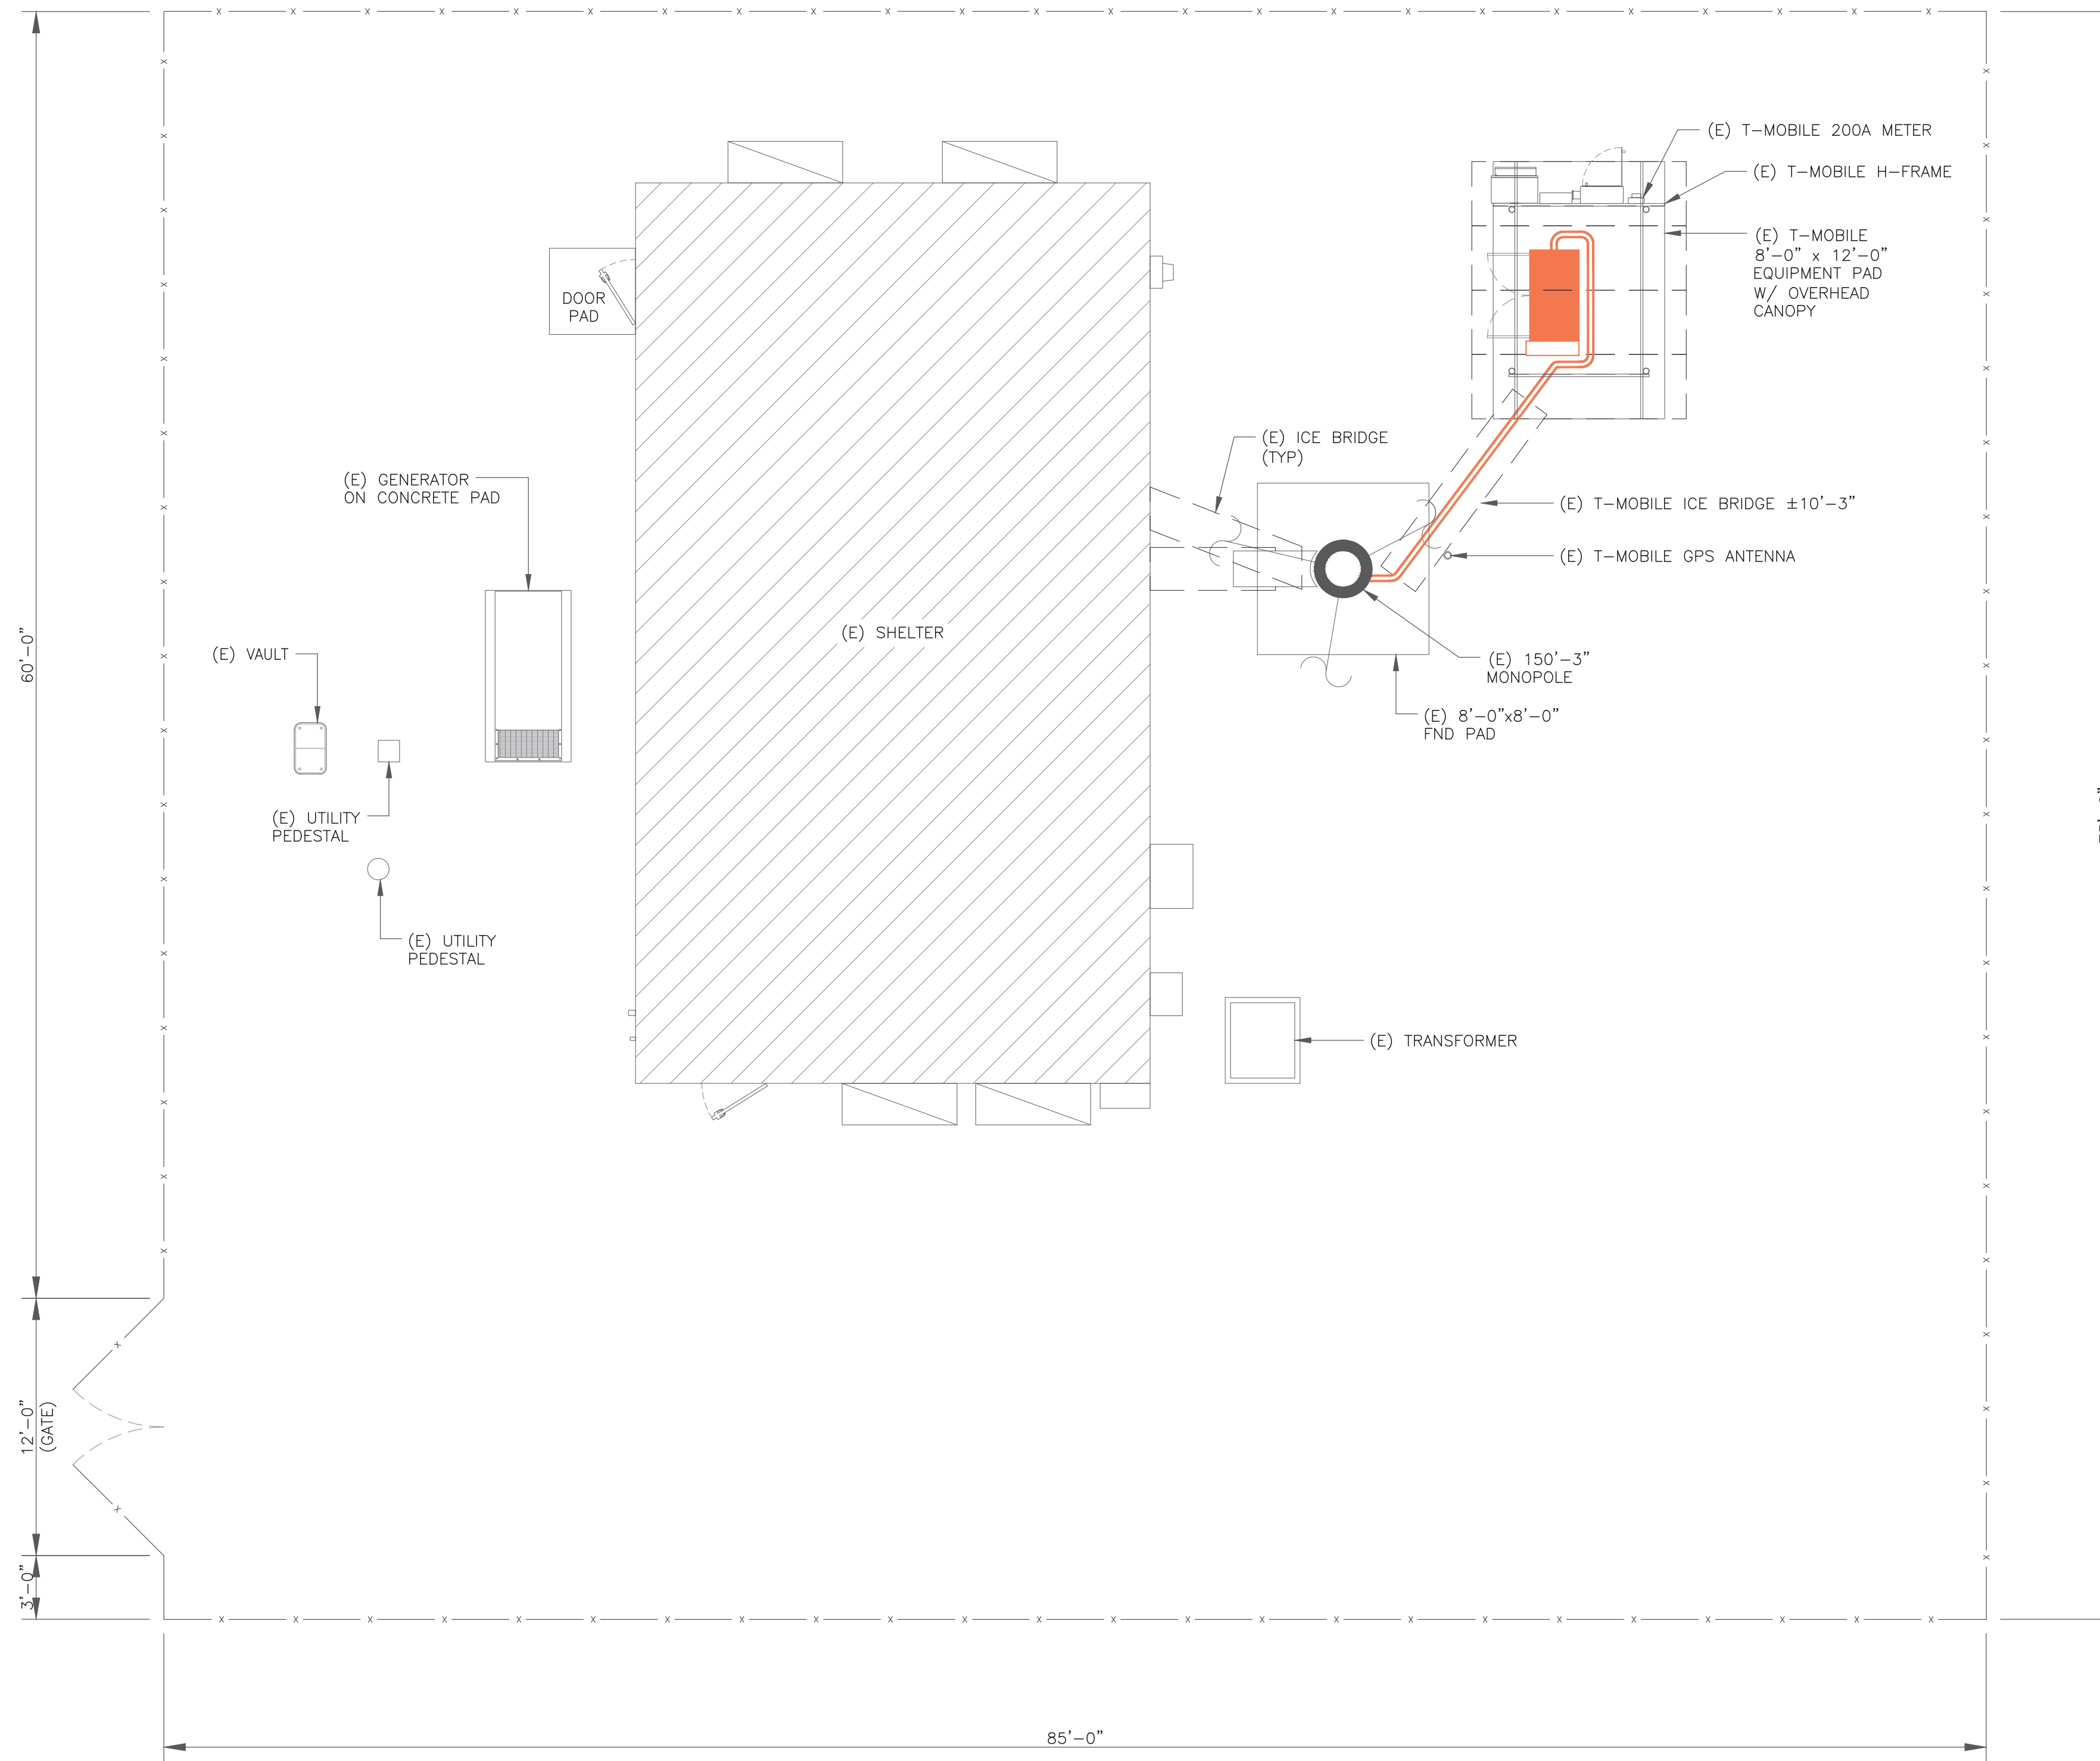 (E) T-MOBILE 200A METER
(E) T-MOBILE H-FRAME
(E) T-MOBILE
8'-0" x 12'-0"
EQUIPMENT PAD
W/ OVERHEAD
CANOPY
DOOR
PAD
(E) ICE BRIDGE
(TYP)
(E) GENERATOR
ON CONCRETE PAD
(E) T-MOBILE ICE BRIDGE ±10'-3"
(E) T-MOBILE GPS ANTENNA
(E) SHELTER
(E) VAULT
60'-0"
(E) 150'-3"
MONOPOLE
(E) 8'-0"x8'-0"
FND PAD
(E) UTILITY
PEDESTAL
(E) UTILITY
PEDESTAL
(E) TRANSFORMER
12'-0"
(GATE)
3'-0"
85'-0"